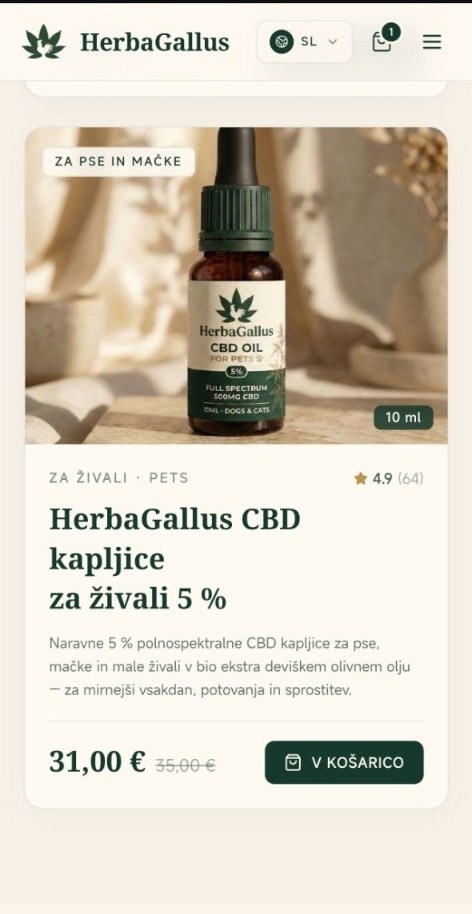 HerbaGallus
SL
1
ZA PSE IN MAČKE
HerbaGallus
CBD OIL
FOR PETS
5%
FULL SPECTRUM
500MG CBD
10ML • DOGS & CATS
10 ml
ZA ŽIVALI · PETS
4.9 (64)
HerbaGallus CBD
kapljice
za živali 5 %
Naravne 5 % polnospektralne CBD kapljice za pse,
mačke in male živali v bio ekstra deviškem olivnem olju
— za mirnejši vsakdan, potovanja in sprostitev.
31,00 € 35,00 €
V KOŠARICO